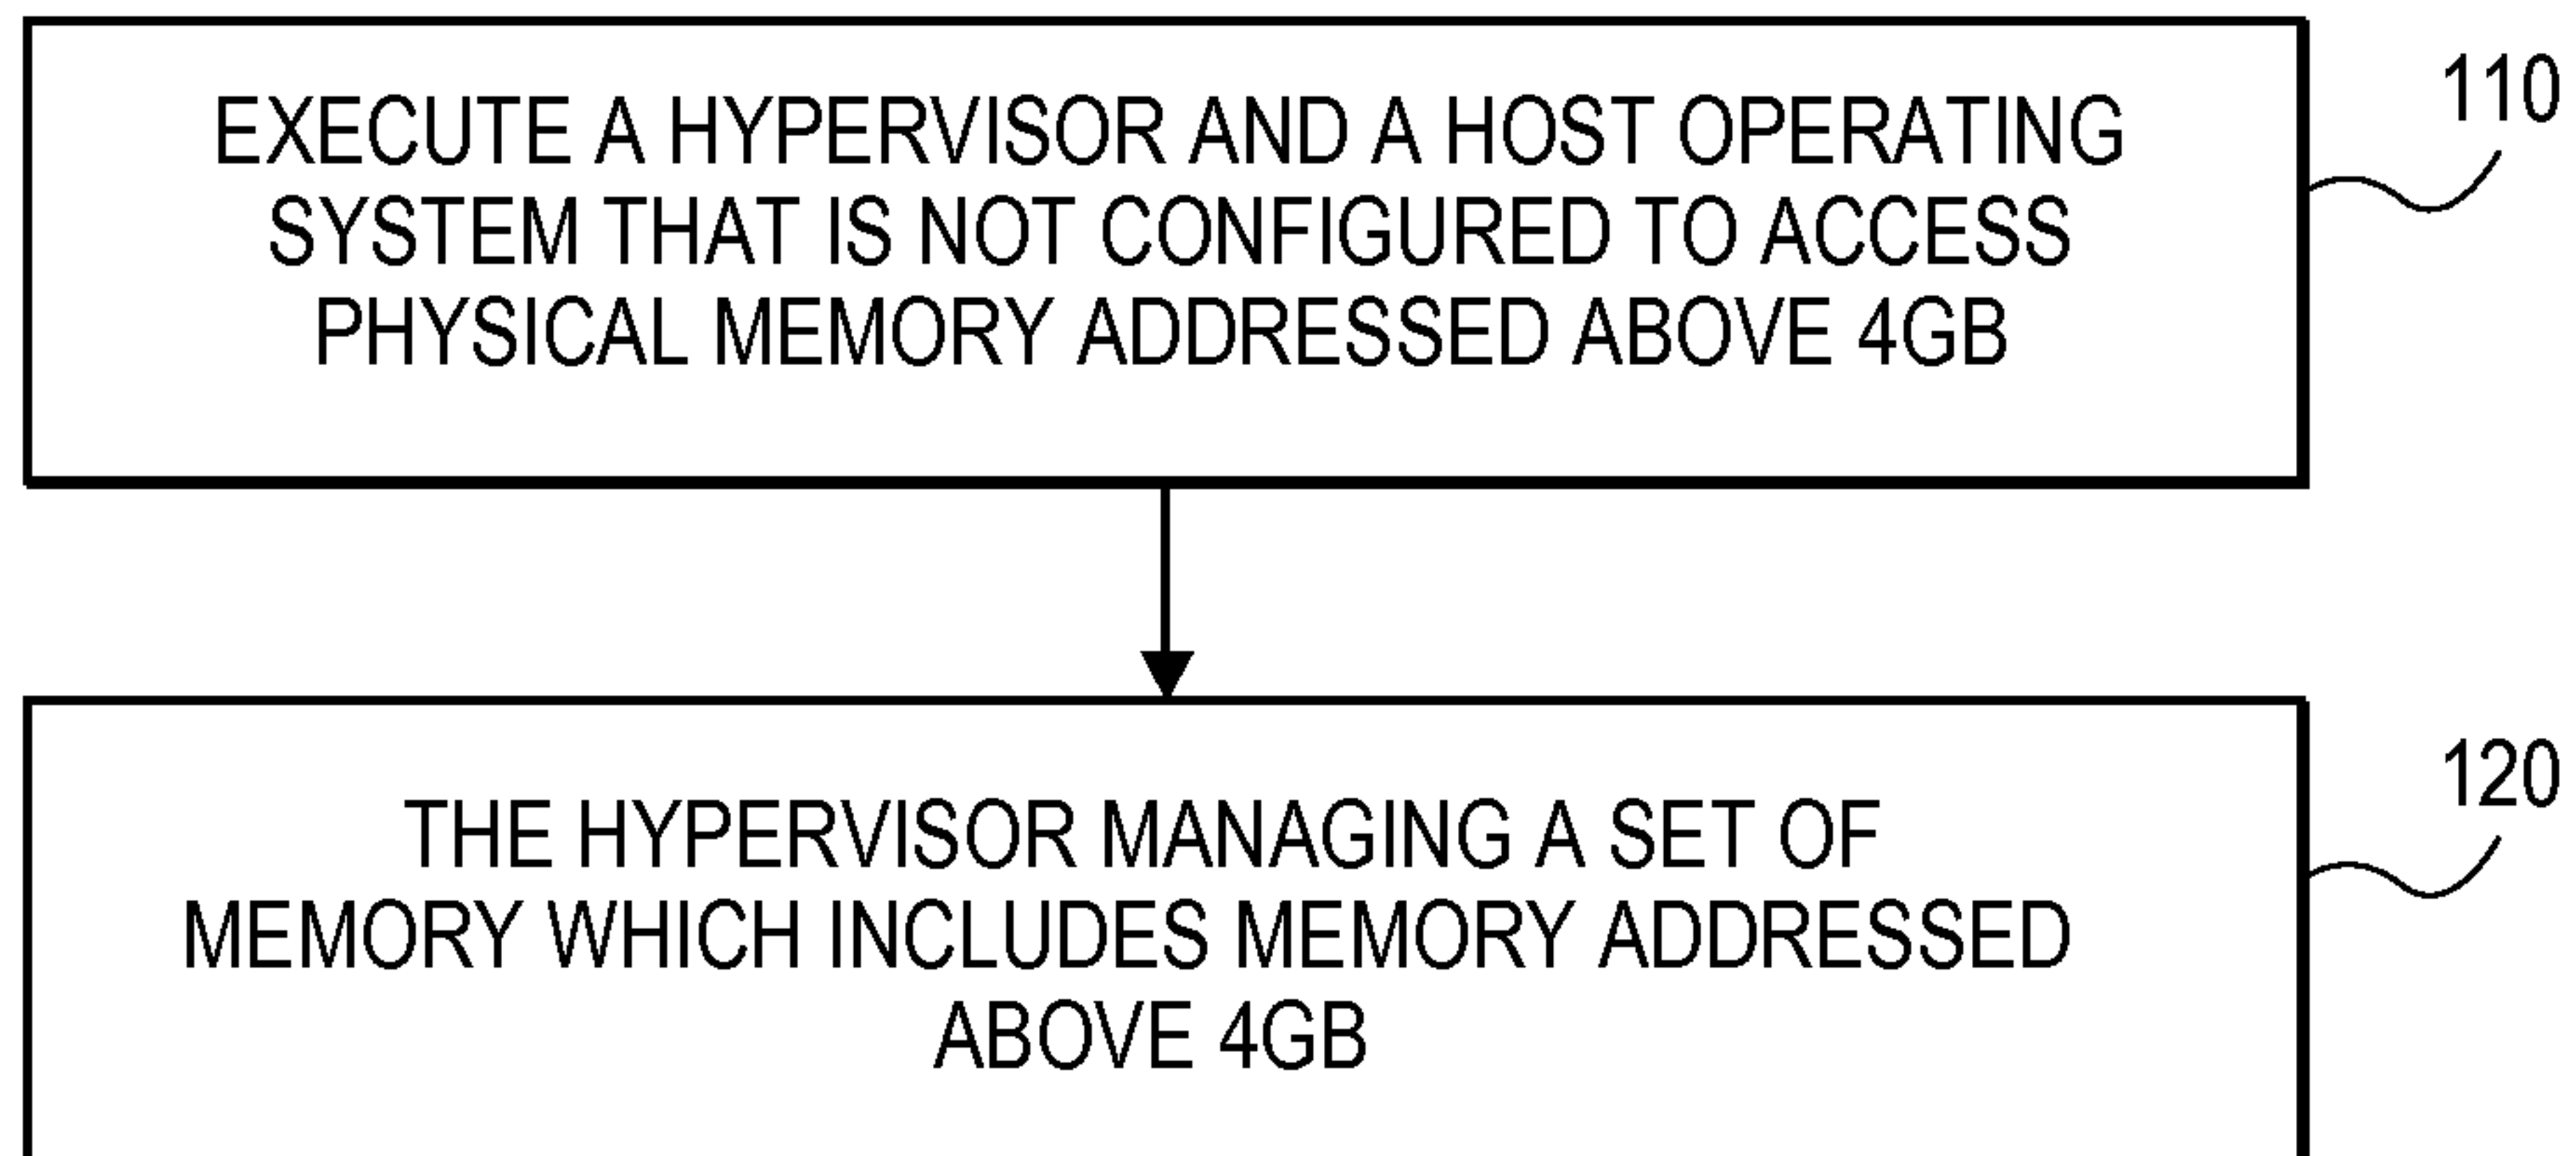 EXECUTE A HYPERVISOR AND A HOST OPERATING
SYSTEM THAT IS NOT CONFIGURED TO ACCESS
PHYSICAL MEMORY ADDRESSED ABOVE 4GB
110
THE HYPERVISOR MANAGING A SET OF
MEMORY WHICH INCLUDES MEMORY ADDRESSED
ABOVE 4GB
120